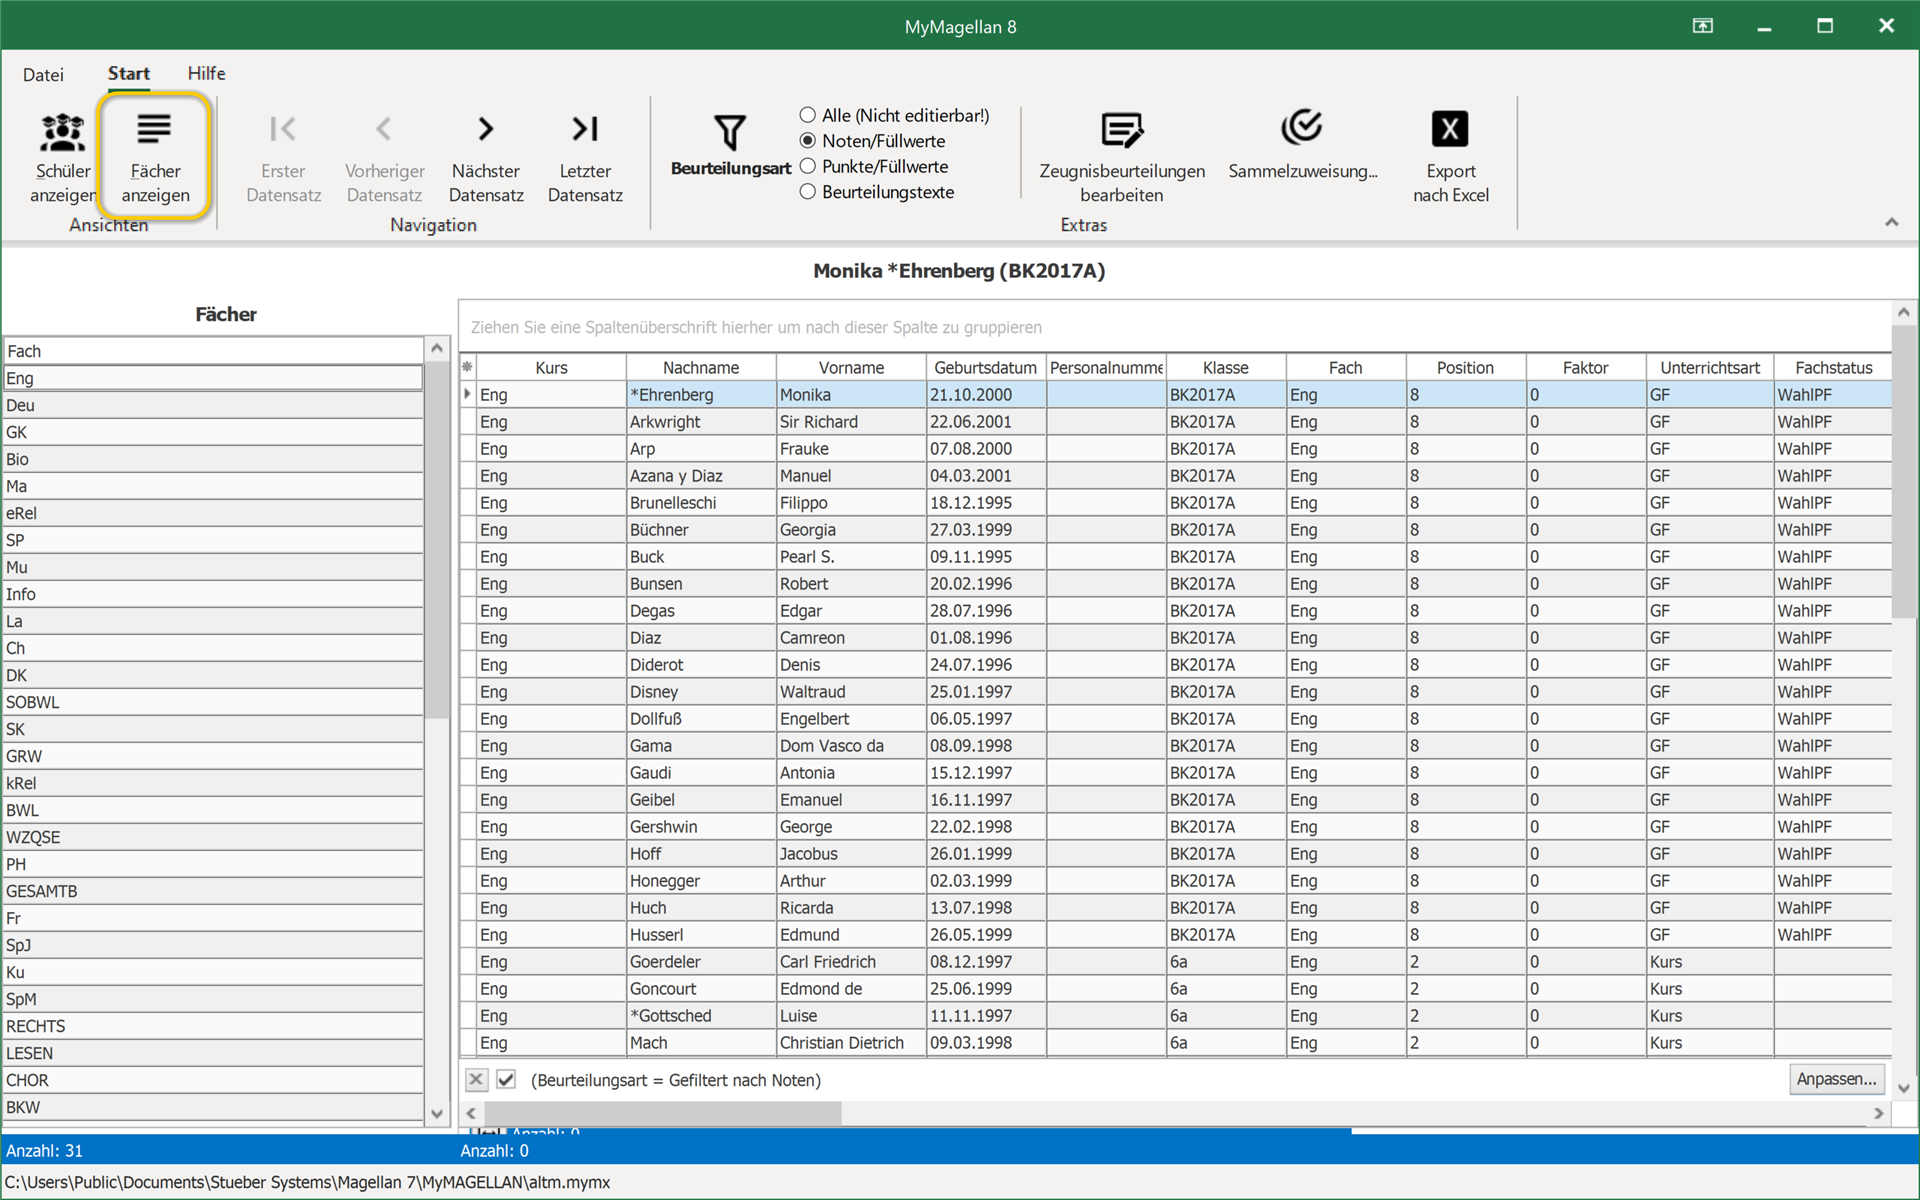 MyMagellan 8
Datei Start Hilfe
Schüler anzeigen
Fächer anzeigen
Ansichten
Erster Datensatz
Vorheriger Datensatz
Nächster Datensatz
Letzter Datensatz
Navigation
Beurteilungsart
Alle (Nicht editierbar!)
Noten/Füllwerte
Punkte/Füllwerte
Beurteilungstexte
Zeugnisbeurteilungen bearbeiten
Sammelzuweisung...
Export nach Excel
Extras
Monika *Ehrenberg (BK2017A)
Fächer
Fach
Eng
Deu
GK
Bio
Ma
eRel
SP
Mu
Info
La
Ch
DK
SOBWL
SK
GRW
kRel
BWL
WZQSE
PH
GESAMTB
Fr
SpJ
Ku
SpM
RECHTS
LESEN
CHOR
BKW
Ziehen Sie eine Spaltenüberschrift hierher um nach dieser Spalte zu gruppieren
Kurs Nachname Vorname Geburtsdatum Personalnumme Klasse Fach Position Faktor Unterrichtsart Fachstatus
Eng *Ehrenberg Monika 21.10.2000 BK2017A Eng 8 0 GF WahlPF
Eng Arkwright Sir Richard 22.06.2001 BK2017A Eng 8 0 GF WahlPF
Eng Arp Frauke 07.08.2000 BK2017A Eng 8 0 GF WahlPF
Eng Azana y Diaz Manuel 04.03.2001 BK2017A Eng 8 0 GF WahlPF
Eng Brunelleschi Filippo 18.12.1995 BK2017A Eng 8 0 GF WahlPF
Eng Büchner Georgia 27.03.1999 BK2017A Eng 8 0 GF WahlPF
Eng Buck Pearl S. 09.11.1995 BK2017A Eng 8 0 GF WahlPF
Eng Bunsen Robert 20.02.1996 BK2017A Eng 8 0 GF WahlPF
Eng Degas Edgar 28.07.1996 BK2017A Eng 8 0 GF WahlPF
Eng Diaz Camreon 01.08.1996 BK2017A Eng 8 0 GF WahlPF
Eng Diderot Denis 24.07.1996 BK2017A Eng 8 0 GF WahlPF
Eng Disney Waltraud 25.01.1997 BK2017A Eng 8 0 GF WahlPF
Eng Dollfuß Engelbert 06.05.1997 BK2017A Eng 8 0 GF WahlPF
Eng Gama Dom Vasco da 08.09.1998 BK2017A Eng 8 0 GF WahlPF
Eng Gaudi Antonia 15.12.1997 BK2017A Eng 8 0 GF WahlPF
Eng Geibel Emanuel 16.11.1997 BK2017A Eng 8 0 GF WahlPF
Eng Gershwin George 22.02.1998 BK2017A Eng 8 0 GF WahlPF
Eng Hoff Jacobus 26.01.1999 BK2017A Eng 8 0 GF WahlPF
Eng Honegger Arthur 02.03.1999 BK2017A Eng 8 0 GF WahlPF
Eng Huch Ricarda 13.07.1998 BK2017A Eng 8 0 GF WahlPF
Eng Husserl Edmund 26.05.1999 BK2017A Eng 8 0 GF WahlPF
Eng Goerdeler Carl Friedrich 08.12.1997 6a Eng 2 0 Kurs
Eng Goncourt Edmond de 25.06.1999 6a Eng 2 0 Kurs
Eng *Gottsched Luise 11.11.1997 6a Eng 2 0 Kurs
Eng Mach Christian Dietrich 09.03.1998 6a Eng 2 0 Kurs
(Beurteilungsart = Gefiltert nach Noten)
Anpassen...
Anzahl: 0
Anzahl: 31
Anzahl: 0
C:\Users\Public\Documents\Stueber Systems\Magellan 7\MyMAGELLAN\altm.mymx